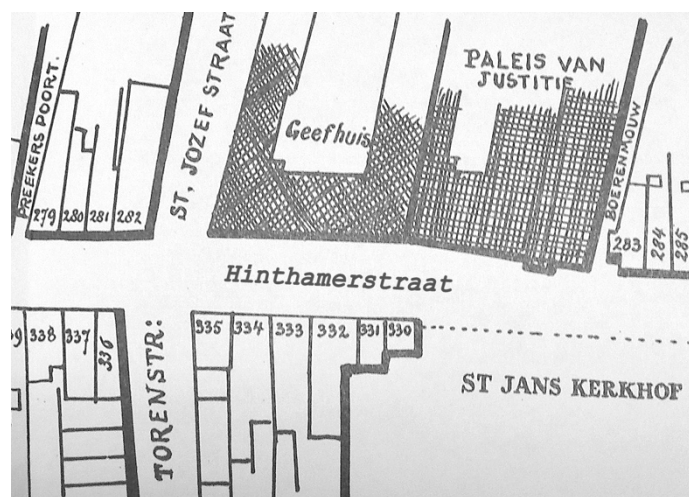 PREEKERS POORT.
279
280
281
282
ST. JOZEF STRAAT
Geefhuis
PALEIS VAN
JUSTITIE
BOERENMOUW
283
284
285
Hinthamerstraat
338
337
336
TORENSTR:
335
334
333
332
331
330
ST JANS KERKHOF